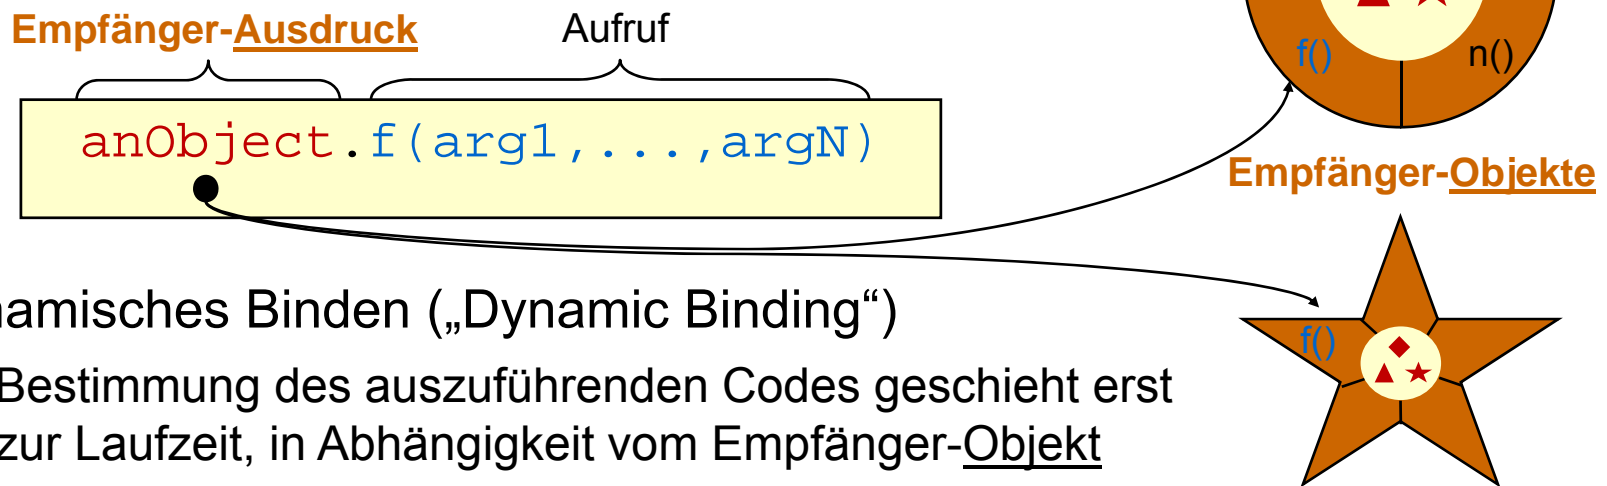 Empfänger-Ausdruck
Aufruf
anObject.f(arg1,...,argN)
f()
n()
Empfänger-Objekte
namisches Binden („Dynamic Binding“)
Bestimmung des auszuführenden Codes geschieht erst
zur Laufzeit, in Abhängigkeit vom Empfänger-Objekt
f()